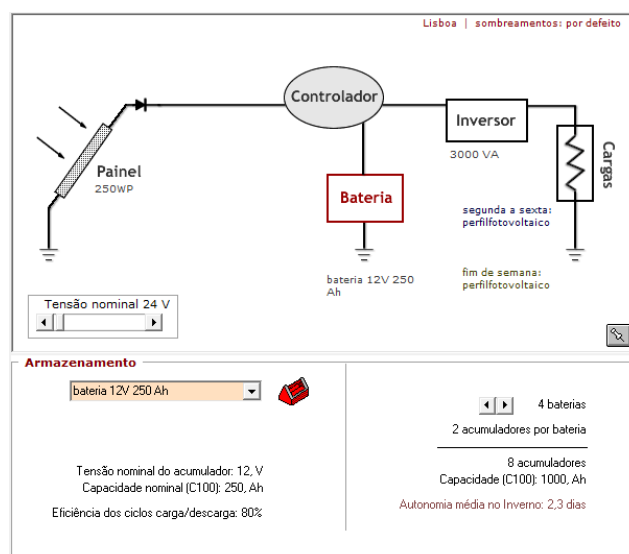 Lisboa | sombreamentos: por defeito
Controlador
Inversor
3000 VA
Cargas
Painel
250WP
Bateria
segunda a sexta:
perfilfotovoltaico
bateria 12V 250
Ah
fim de semana:
perfilfotovoltaico
Tensão nominal 24 V
Armazenamento
bateria 12V 250 Ah
4 baterias
2 acumuladores por bateria
8 acumuladores
Tensão nominal do acumulador: 12, V
Capacidade (C100): 1000, Ah
Capacidade nominal (C100): 250, Ah
Autonomia média no Inverno: 2,3 dias
Eficiência dos ciclos carga/descarga: 80%